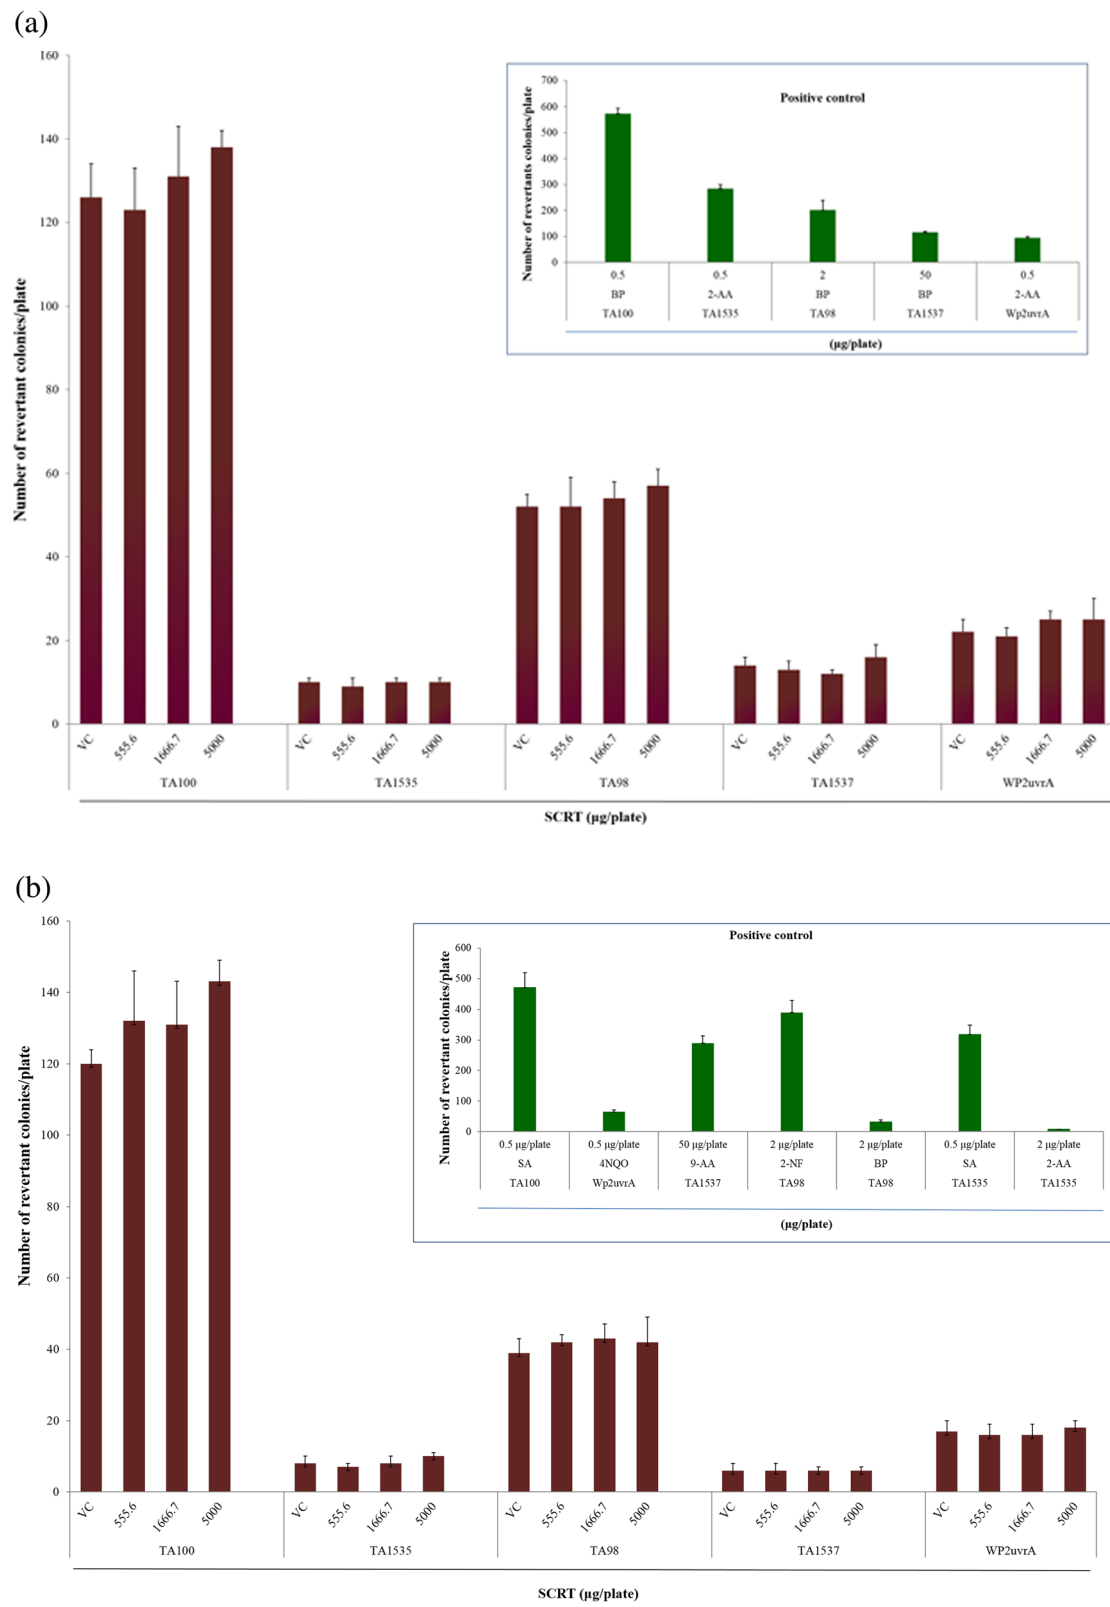 (a)
Number of revertant colonies/plate
160
140
120
100
80
60
40
20
0
VC 555.6 1666.7 5000 VC 555.6 1666.7 5000 VC 555.6 1666.7 5000 VC 555.6 1666.7 5000 VC 555.6 1666.7 5000
TA100 TA1535 TA98 TA1537 WP2uvrA
SCRT (μg/plate)
Positive control
Number of revertants colonies/plate
700
600
500
400
300
200
100
0
0.5 0.5 2 50 0.5
BP 2-AA BP BP 2-AA
TA100 TA1535 TA98 TA1537 Wp2uvrA
(μg/plate)
(b)
Number of revertant colonies/plate
160
140
120
100
80
60
40
20
0
VC 555.6 1666.7 5000 VC 555.6 1666.7 5000 VC 555.6 1666.7 5000 VC 555.6 1666.7 5000 VC 555.6 1666.7 5000
TA100 TA1535 TA98 TA1537 WP2uvrA
SCRT (μg/plate)
Positive control
Number of revertant colonies/plate
600
500
400
300
200
100
0
0.5 μg/plate 0.5 μg/plate 50 μg/plate 2 μg/plate 2 μg/plate 0.5 μg/plate 2 μg/plate
SA 4NQO 9-AA 2-NF BP SA 2-AA
TA100 Wp2uvrA TA1537 TA98 TA98 TA1535 TA1535
(μg/plate)